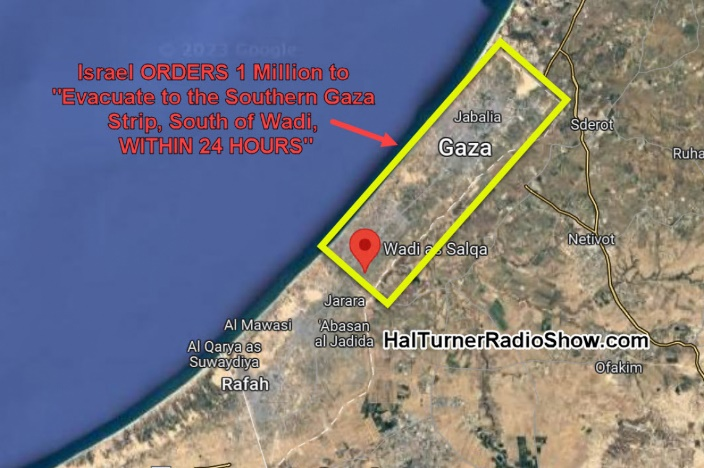 © 2023 Google
Israel ORDERS 1 Million to
"Evacuate to the Southern Gaza
Strip, South of Wadi,
WITHIN 24 HOURS"
Jabalia
Gaza
Sderot
Ruha
Netivot
Wadi as Salqa
Jarara
Al Mawasi
'Abasan
al Jadida
HalTurnerRadioShow.com
Al Qarya as
Suwaydiya
Ofakim
Rafah